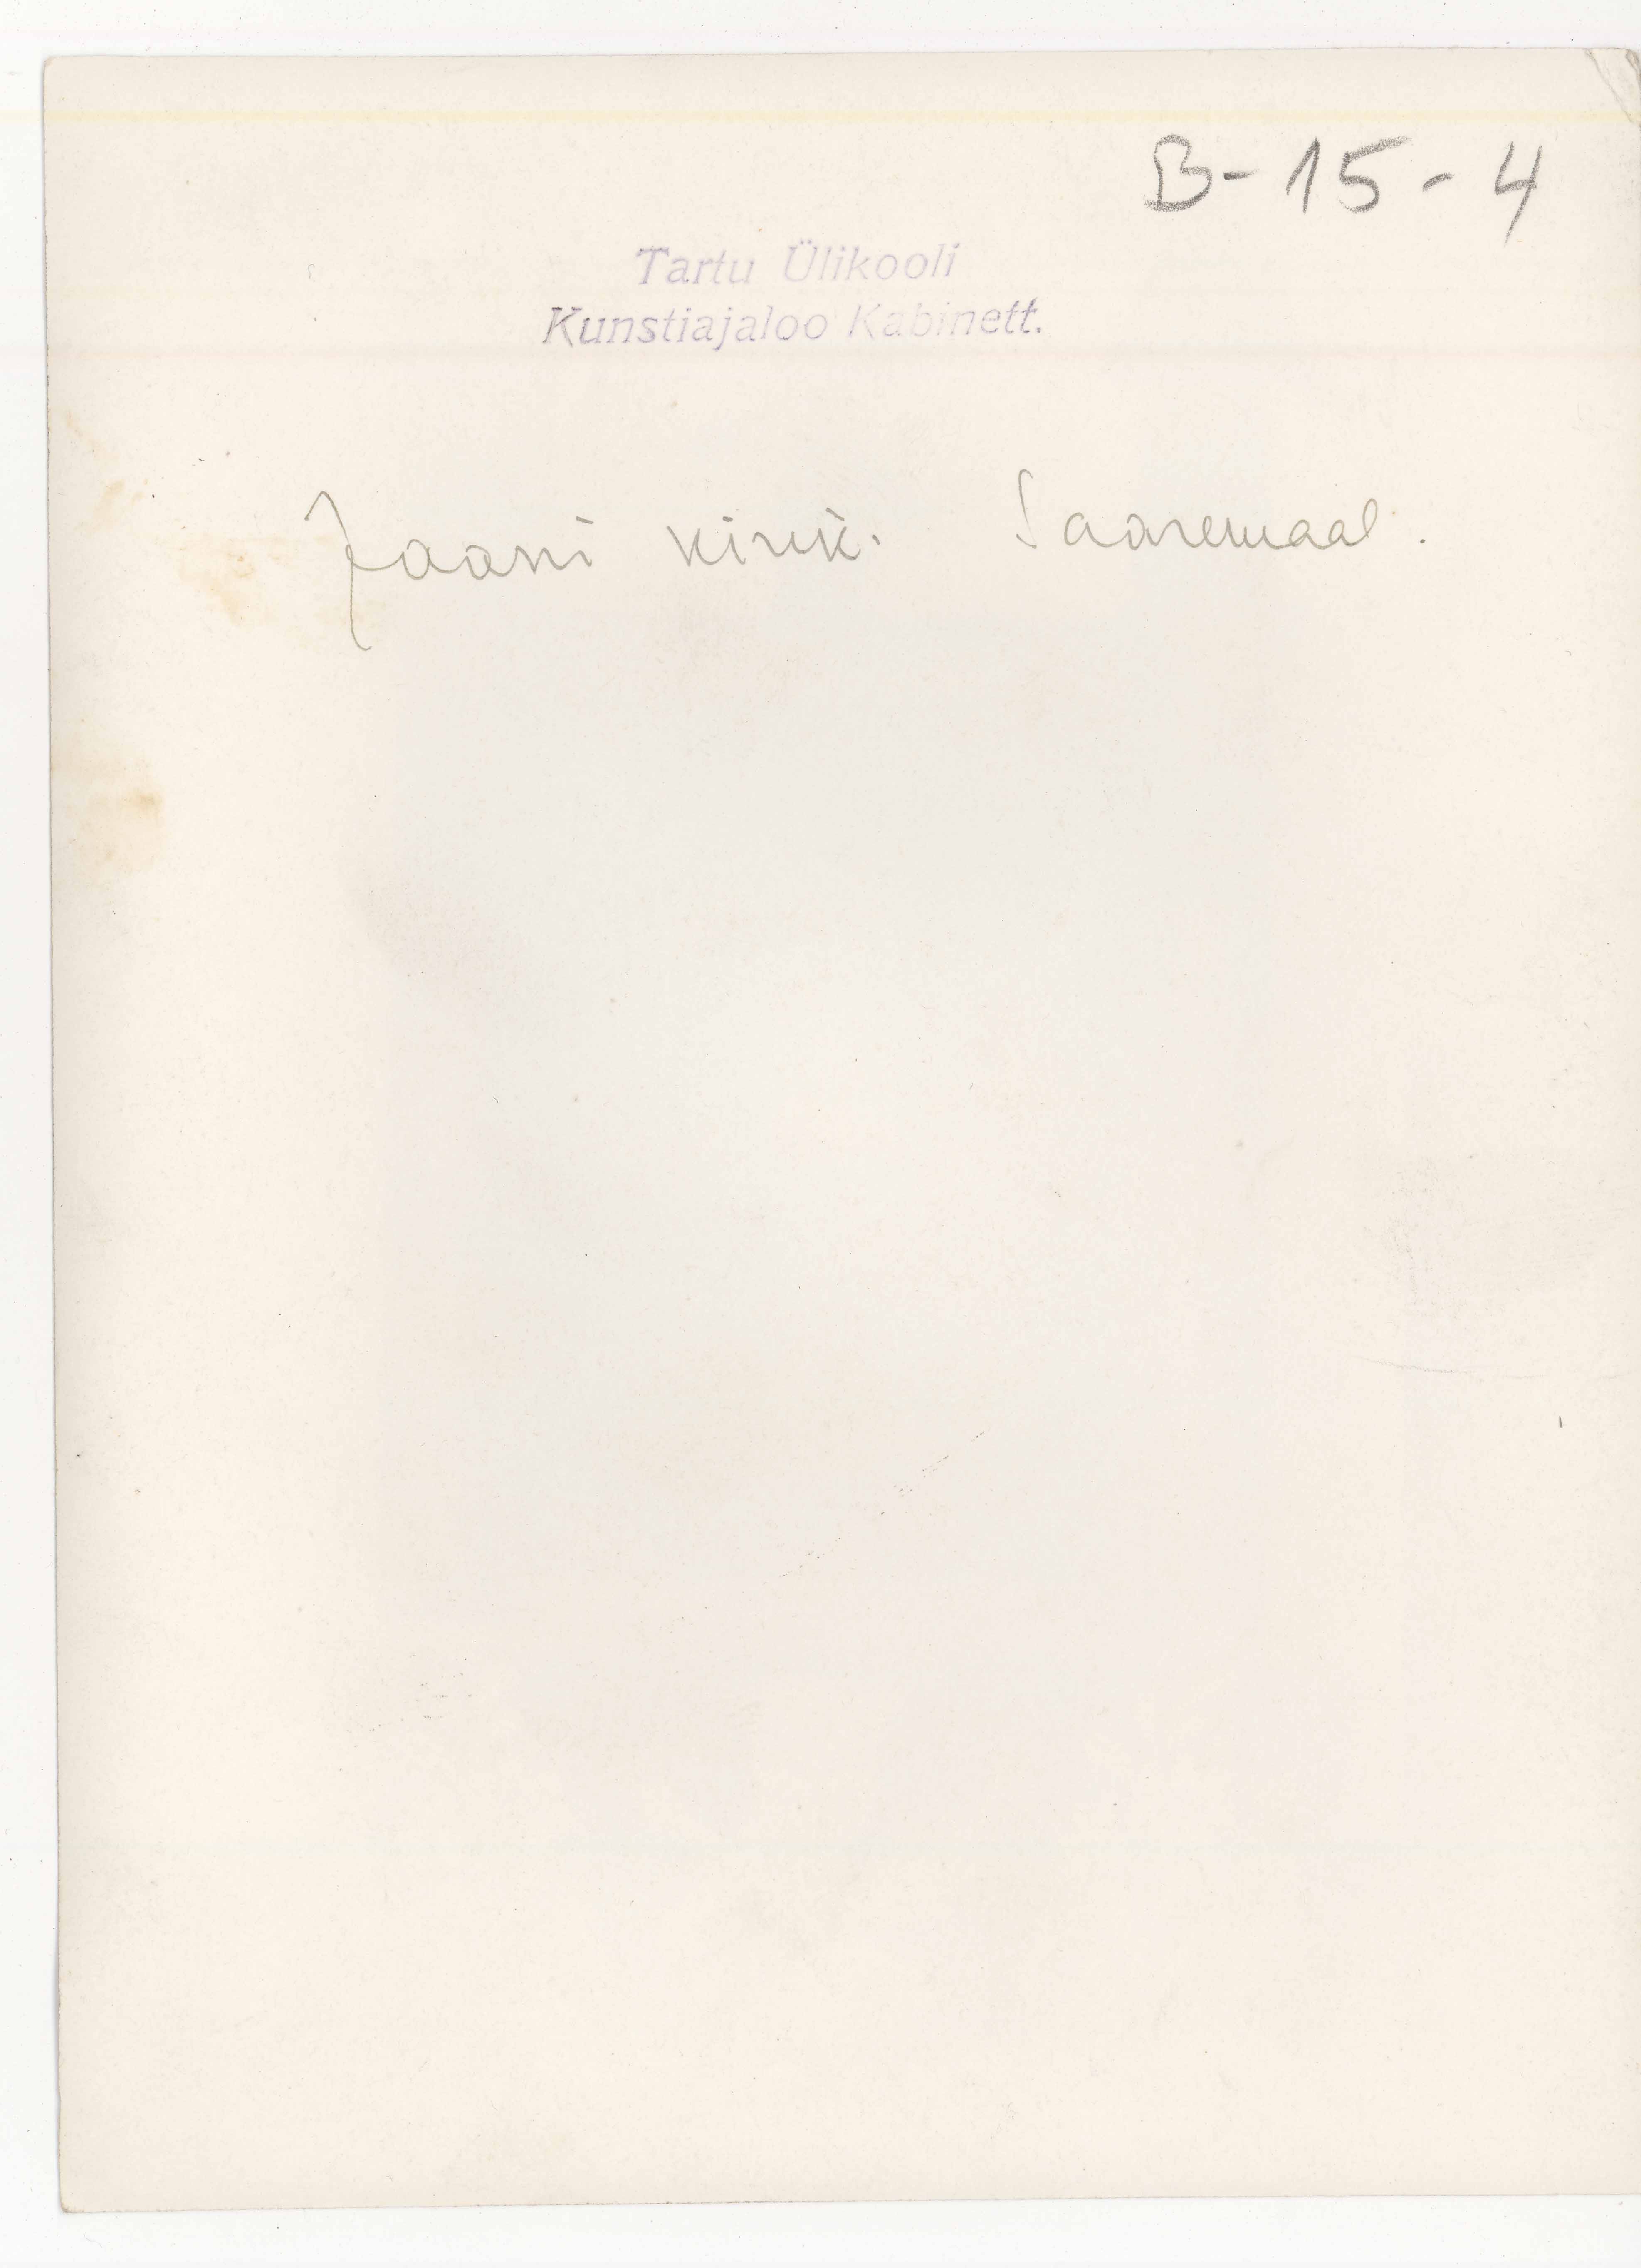 B-15-4
Tartu Ülikooli
Kunstiajaloo Kabinett.
Jaani kirik. Saaremaal.